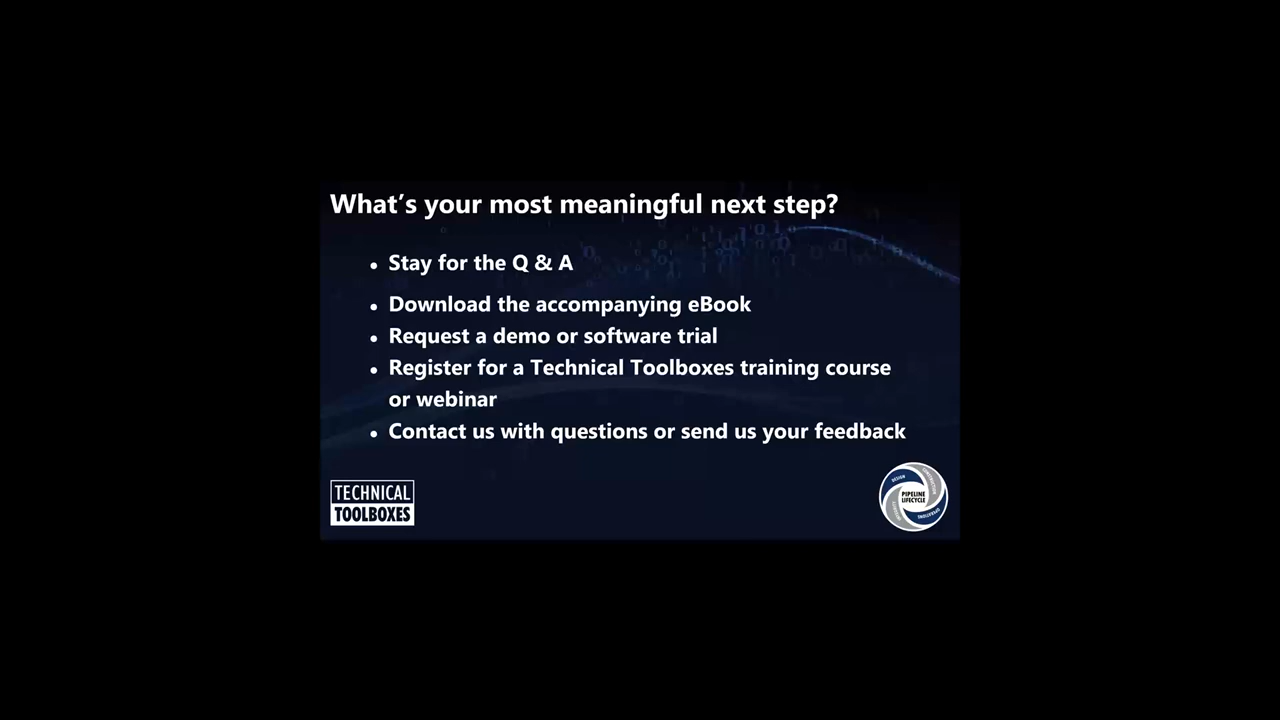 What's your most meaningful next step?
• Stay for the Q & A
• Download the accompanying eBook
• Request a demo or software trial
• Register for a Technical Toolboxes training course
or webinar
• Contact us with questions or send us your feedback
TECHNICAL
TOOLBOXES
DESIGN
PIPELINE
LIFECYCLE
OPERATIONS